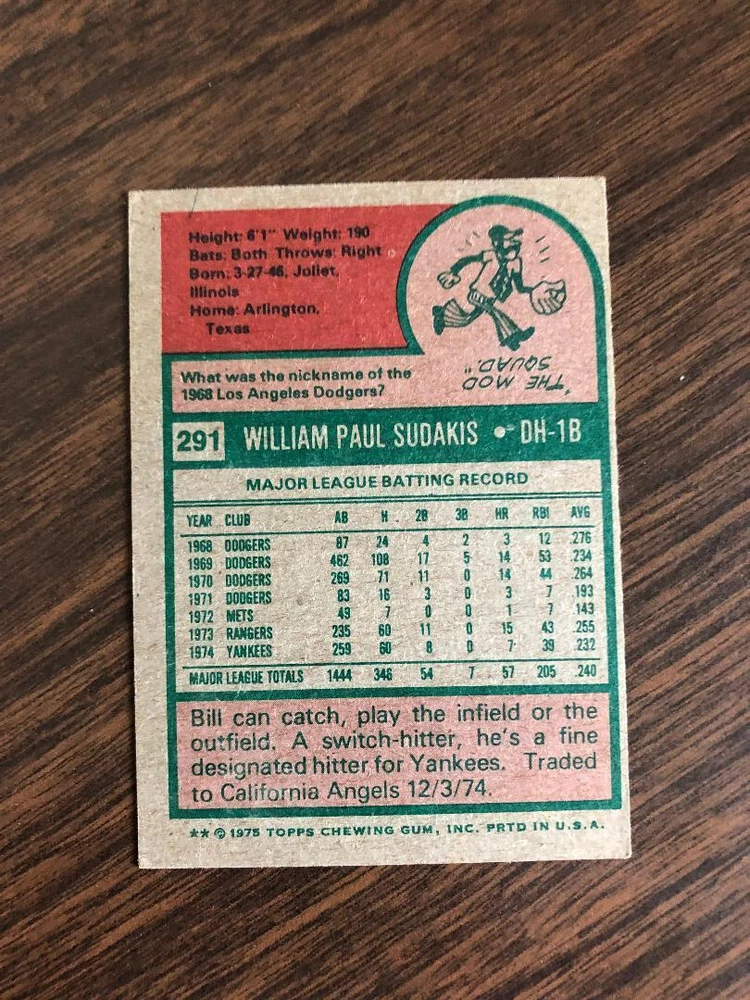 Height: 6'1" Weight: 190
Bats: Both Throws: Right
Born: 3-27-46, Joliet,
Illinois
Home: Arlington,
Texas
What was the nickname of the
1968 Los Angeles Dodgers?
"THE MOD
SQUAD."
291 WILLIAM PAUL SUDAKIS • DH-1B
MAJOR LEAGUE BATTING RECORD
YEAR CLUB AB H 2B 3B HR RBI AVG
1968 DODGERS 87 24 4 2 3 12 .276
1969 DODGERS 462 108 17 5 14 53 .234
1970 DODGERS 269 71 11 0 14 44 .264
1971 DODGERS 83 16 3 0 3 7 .193
1972 METS 49 7 0 0 1 7 .143
1973 RANGERS 235 60 11 0 15 43 .255
1974 YANKEES 259 60 8 0 7 39 .232
MAJOR LEAGUE TOTALS 1444 346 54 7 57 205 .240
Bill can catch, play the infield or the
outfield. A switch-hitter, he's a fine
designated hitter for Yankees. Traded
to California Angels 12/3/74.
** © 1975 TOPPS CHEWING GUM, INC. PRTD IN U.S.A.